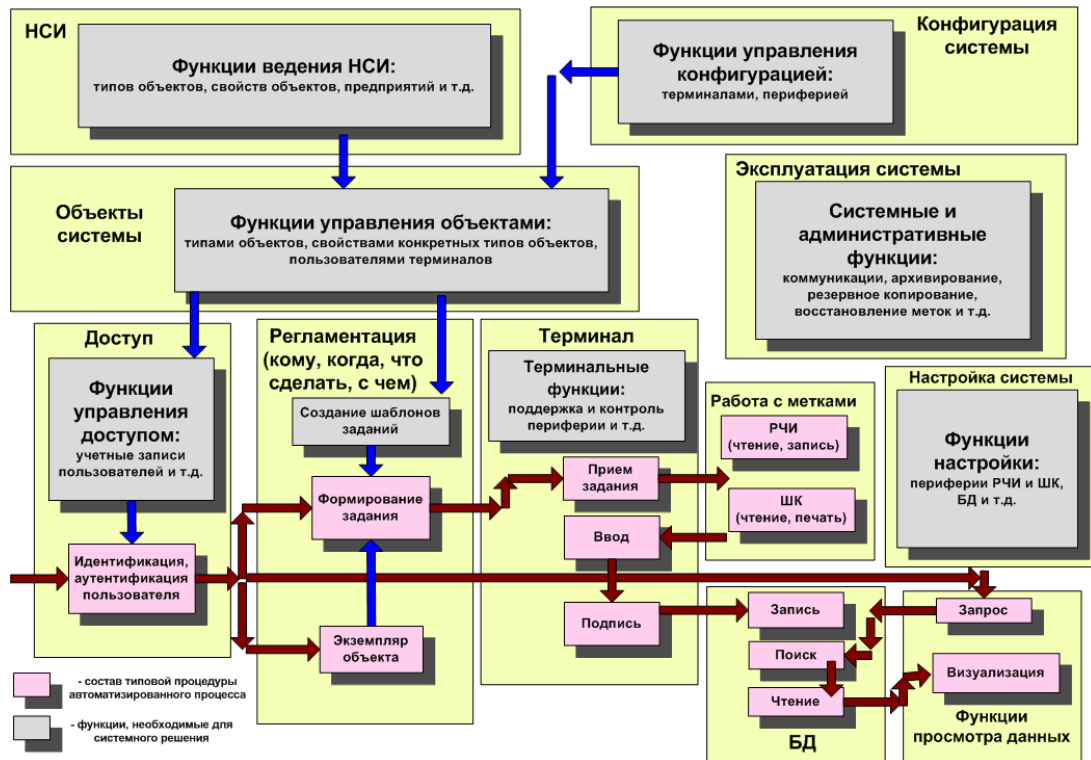 НСИ
Функции ведения НСИ:
типов объектов, свойств объектов, предприятий и т.д.
Функции управления
конфигурацией:
терминалами, периферией
Конфигурация
системы
Объекты
системы
Функции управления объектами:
типами объектов, свойствами конкретных типов объектов,
пользователями терминалов
Эксплуатация системы
Системные и
административные
функции:
коммуникации, архивирование,
резервное копирование,
восстановление меток и т.д.
Доступ
Функции
управления
доступом:
учетные записи
пользователей и т.д.
Идентификация,
аутентификация
пользователя
Регламентация
(кому, когда, что
сделать, с чем)
Создание шаблонов
заданий
Формирование
задания
Экземпляр
объекта
Терминал
Терминальные
функции:
поддержка и контроль
периферии и т.д.
Прием
задания
Ввод
Подпись
Работа с метками
РЧИ
(чтение, запись)
ШК
(чтение, печать)
Настройка системы
Функции
настройки:
периферии РЧИ и ШК,
БД и т.д.
Запись
Поиск
Чтение
БД
Запрос
Визуализация
Функции
просмотра данных
- состав типовой процедуры
автоматизированного процесса
- функции, необходимые для
системного решения